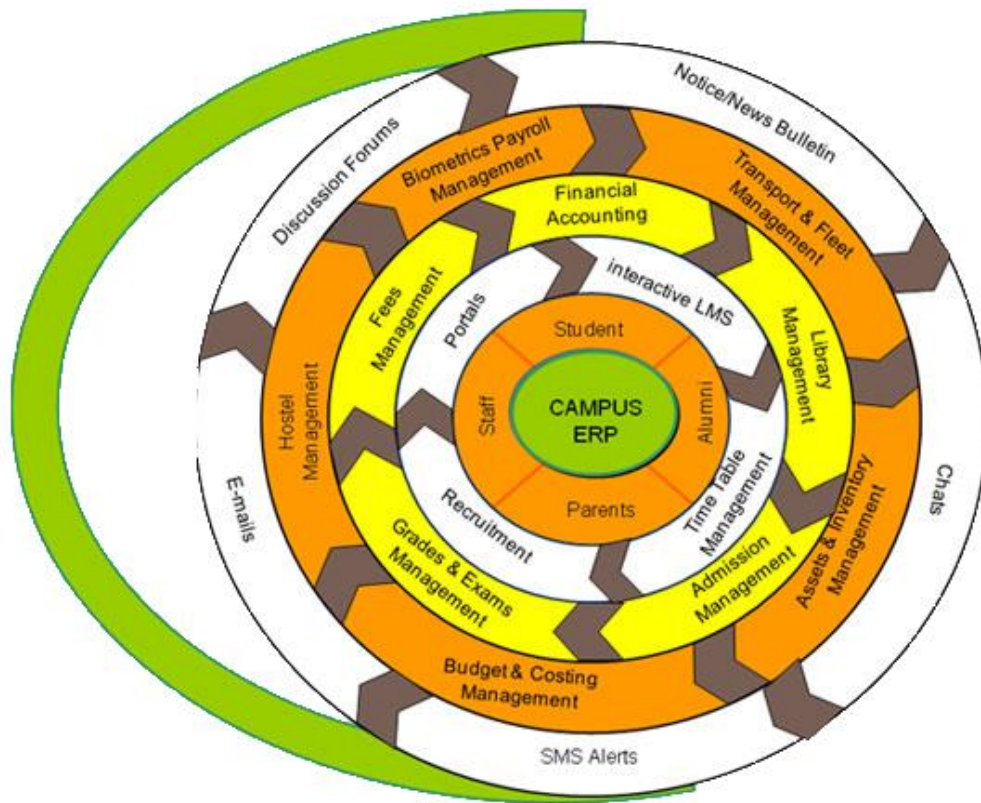 Notice/News Bulletin
Discussion Forums
Biometrics Payroll
Management
Transport & Fleet
Management
Financial
Accounting
Fees
Management
Portals
interactive LMS
Library
Management
Student
Hostel
Management
Staff
CAMPUS
ERP
Alumni
E-mails
Recruitment
Parents
Time Table
Management
Chats
Assets & Inventory
Management
Grades & Exams
Management
Admission
Management
Budget & Costing
Management
SMS Alerts